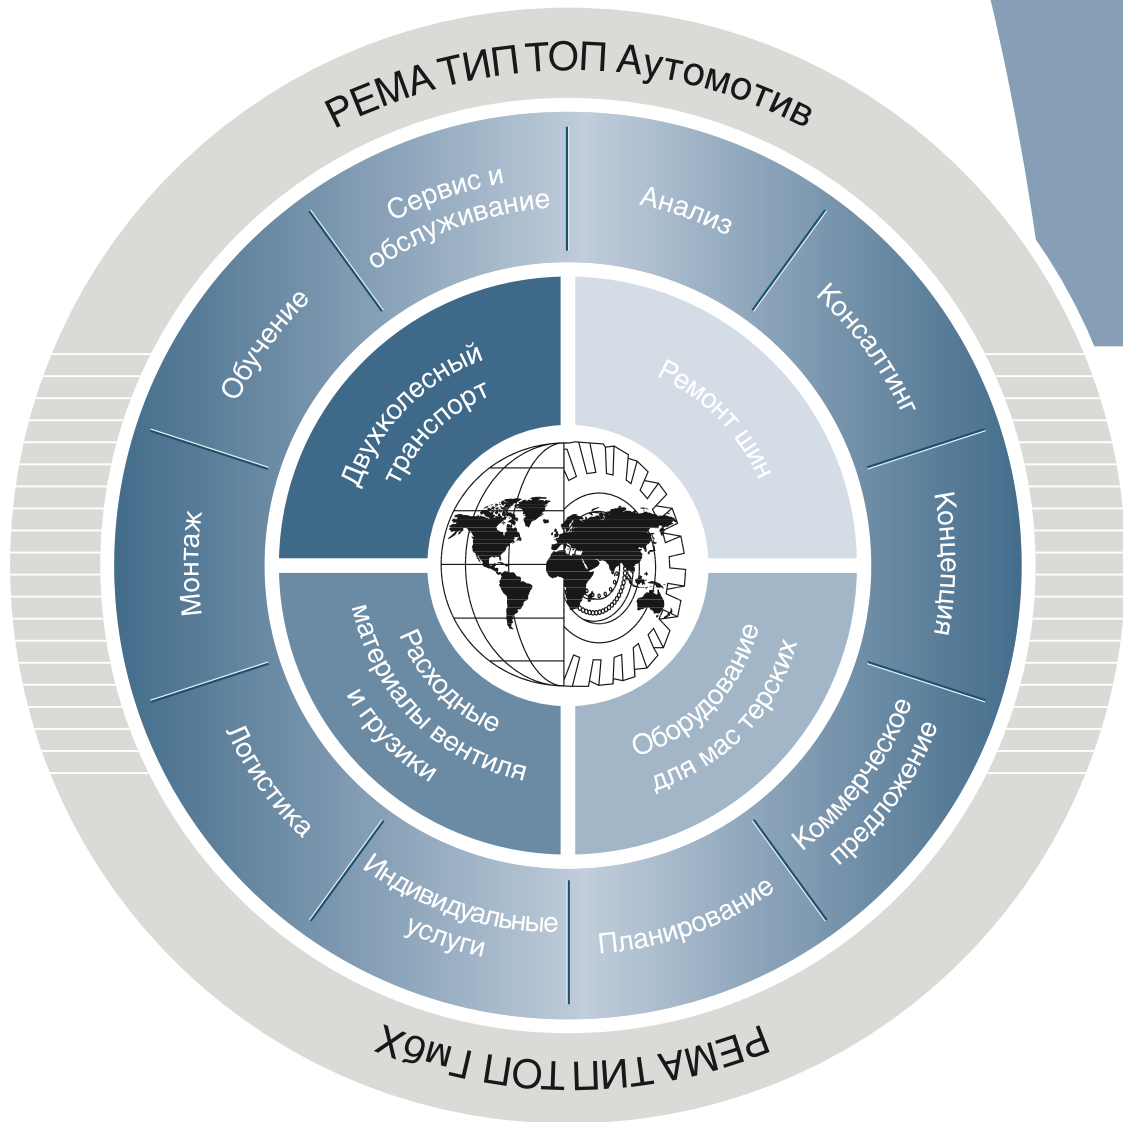 РЕМА ТИП ТОП Аутомотив
Сервис и
обслуживание
Анализ
Консалтинг
Концепция
Коммерческое
предложение
Планирование
Индивидуальные
услуги
Логистика
Монтаж
Обучение
Двухколесный
транспорт
Ремонт шин
Оборудование
для мас терских
Расходные
материалы вентиля
и грузики
РЕМА ТИП ТОП ГмбХ